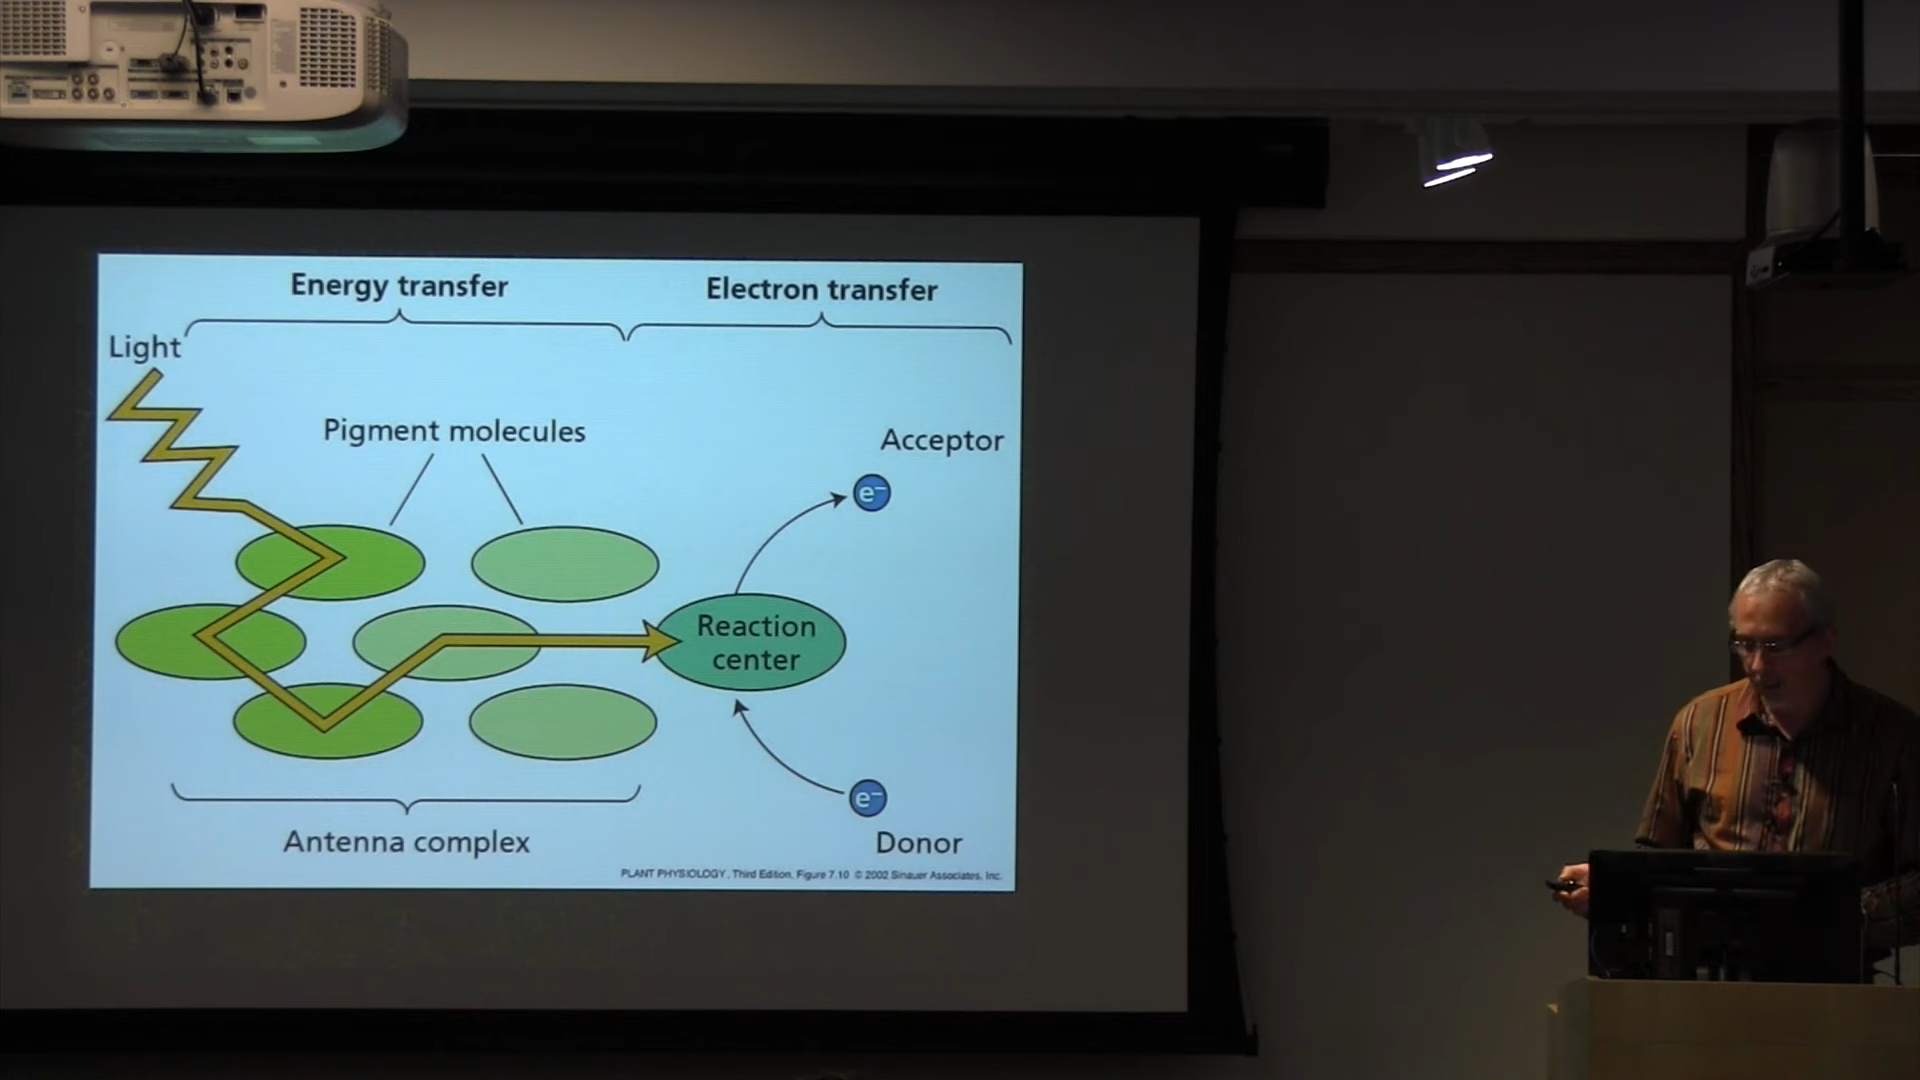 Energy transfer
Electron transfer
Light
Pigment molecules
Acceptor
e⁻
Reaction
center
e⁻
Antenna complex
Donor
PLANT PHYSIOLOGY, Third Edition, Figure 7.10 © 2002 Sinauer Associates, Inc.